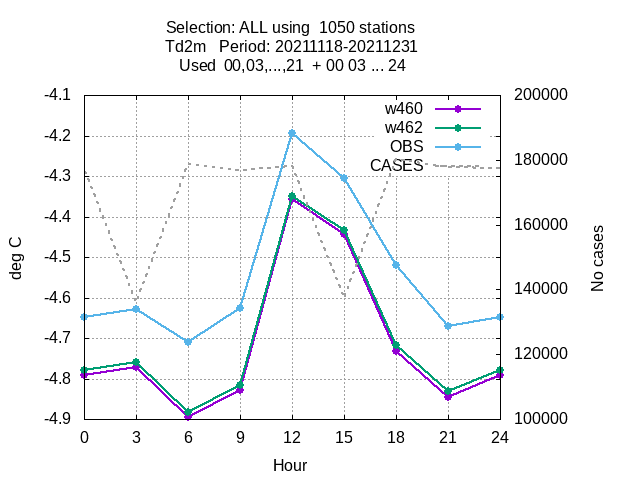 Selection: ALL using  1050 stations
Td2m   Period: 20211118-20211231
Used  00,03,...,21  + 00 03 ... 24
-4.1
-4.2
-4.3
-4.4
-4.5
-4.6
-4.7
-4.8
-4.9
deg C
w460
w462
OBS
CASES
200000
180000
160000
140000
120000
100000
No cases
0 3 6 9 12 15 18 21 24
Hour